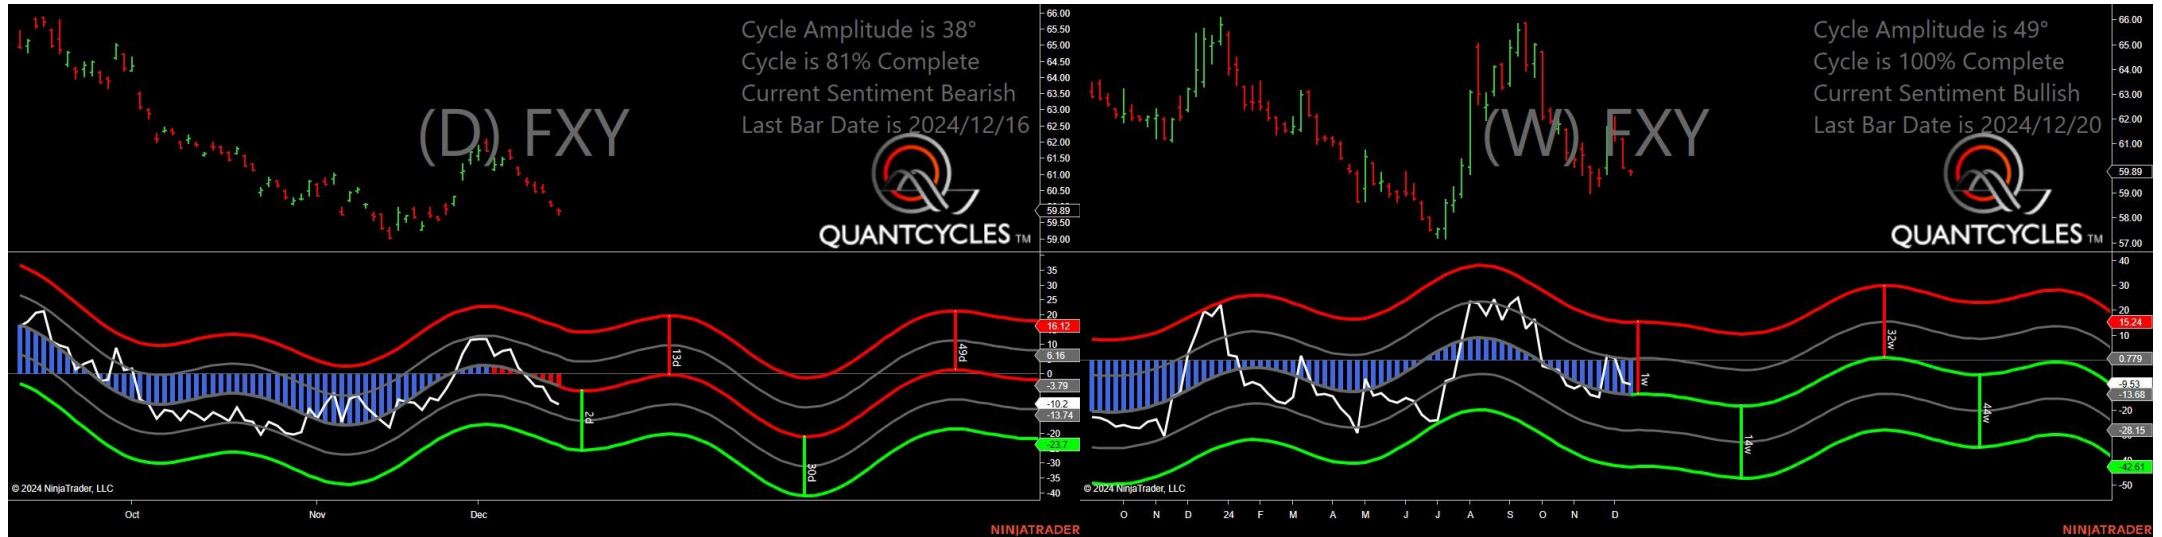 Cycle Amplitude is 38°
Cycle is 81% Complete
Current Sentiment Bearish
Last Bar Date is 2024/12/16
(D) FXY
QUANTCYCLES TM
66.00
65.50
65.00
64.50
64.00
63.50
63.00
62.50
62.00
61.50
61.00
60.50
59.89
59.50
59.00
35
30
25
20
16.12
10
6.16
0
-3.79
-10.2
-13.74
-20
-23.7
-30
-35
-40
2d
13d
30d
49d
© 2024 NinjaTrader, LLC
Oct Nov Dec
NINJATRADER
Cycle Amplitude is 49°
Cycle is 100% Complete
Current Sentiment Bullish
Last Bar Date is 2024/12/20
(W) FXY
QUANTCYCLES TM
66.00
65.00
64.00
63.00
62.00
61.00
59.89
59.00
58.00
57.00
40
30
20
15.24
10
0.779
-9.53
-13.68
-20
-28.15
-42.61
-50
1w
14w
32w
44w
© 2024 NinjaTrader, LLC
O N D 24 F M A M J J A S O N D
NINJATRADER